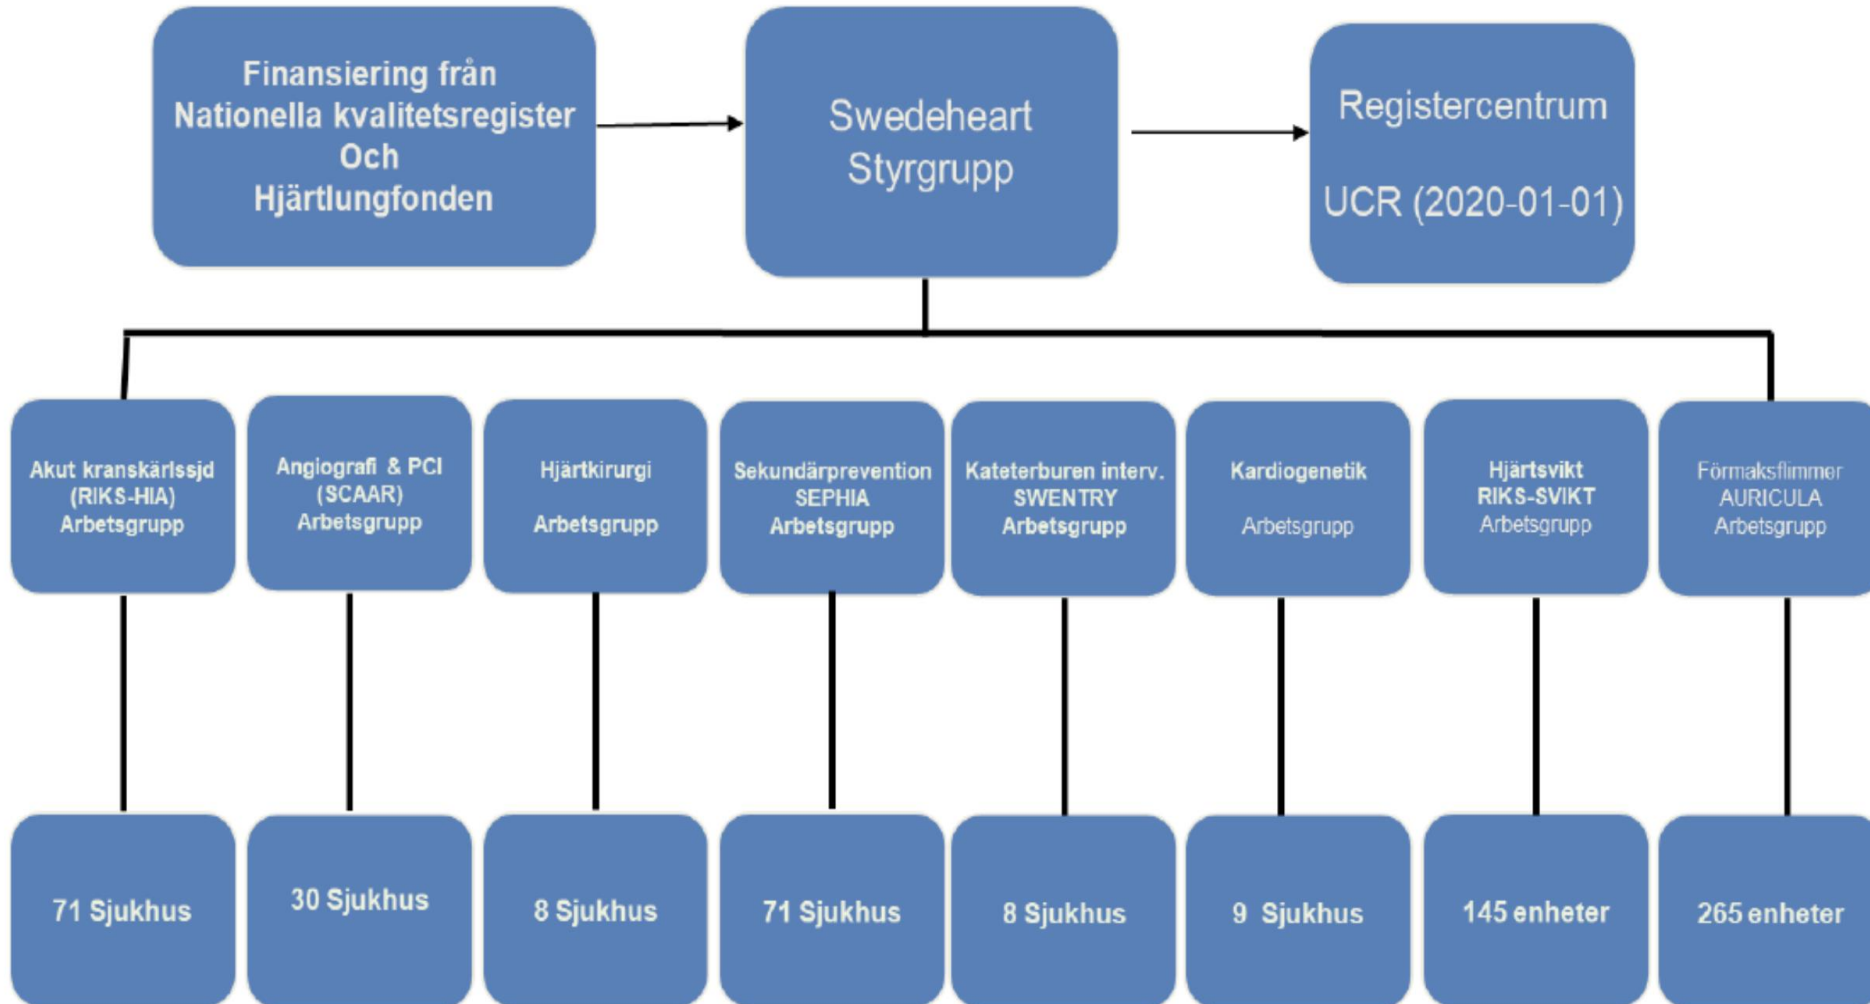 Finansiering från
Nationella kvalitetsregister
Och
Hjärtlungfonden
Swedeheart
Styrgrupp
Registercentrum
UCR (2020-01-01)
Akut kranskärlssjd
(RIKS-HIA)
Arbetsgrupp
Angiografi & PCI
(SCAAR)
Arbetsgrupp
Hjärtkirurgi
Arbetsgrupp
Sekundärprevention
SEPHIA
Arbetsgrupp
Kateterburen interv.
SWENTRY
Arbetsgrupp
Kardiogenetik
Arbetsgrupp
Hjärtsvikt
RIKS-SVIKT
Arbetsgrupp
Förmaksflimmer
AURICULA
Arbetsgrupp
71 Sjukhus
30 Sjukhus
8 Sjukhus
71 Sjukhus
8 Sjukhus
9 Sjukhus
145 enheter
265 enheter